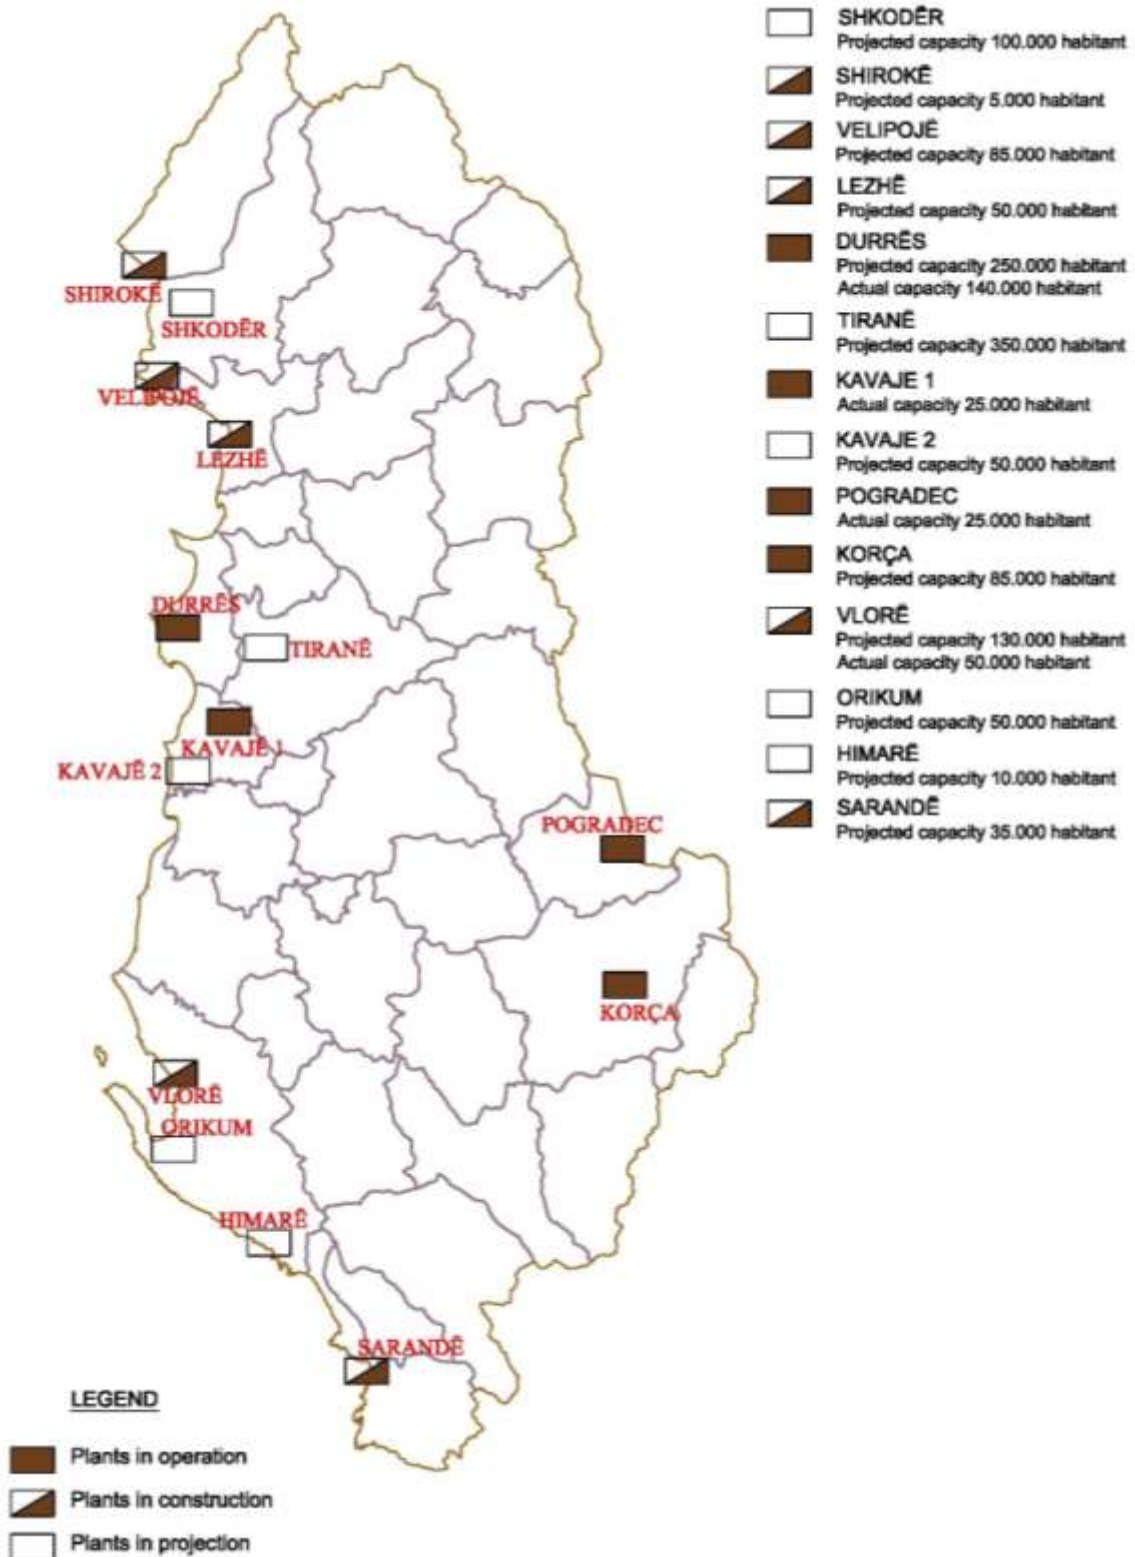 SHKODËR
Projected capacity 100.000 habitant
SHIROKË
Projected capacity 5.000 habitant
VELIPOJË
Projected capacity 85.000 habitant
LEZHË
Projected capacity 50.000 habitant
DURRËS
Projected capacity 250.000 habitant
Actual capacity 140.000 habitant
TIRANË
Projected capacity 350.000 habitant
KAVAJE 1
Actual capacity 25.000 habitant
KAVAJE 2
Projected capacity 50.000 habitant
POGRADEC
Actual capacity 25.000 habitant
KORÇA
Projected capacity 85.000 habitant
VLORË
Projected capacity 130.000 habitant
Actual capacity 50.000 habitant
ORIKUM
Projected capacity 50.000 habitant
HIMARË
Projected capacity 10.000 habitant
SARANDË
Projected capacity 35.000 habitant
SHIROKË
SHKODËR
VELIPOJË
LEZHË
DURRËS
TIRANË
KAVAJË 1
KAVAJË 2
POGRADEC
KORÇA
VLORË
ORIKUM
HIMARË
SARANDË
LEGEND
Plants in operation
Plants in construction
Plants in projection